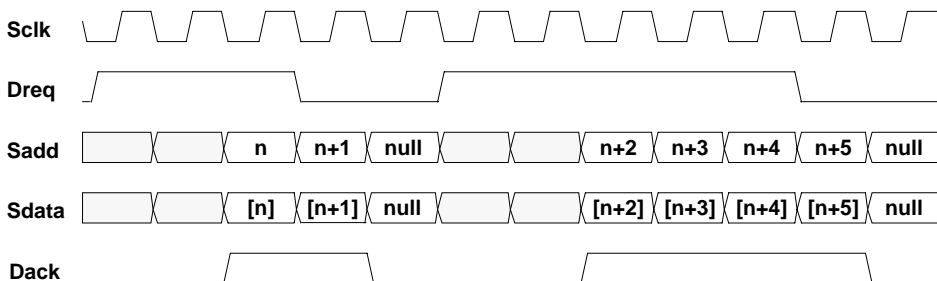 Sclk
Dreq
Sadd n n+1 null n+2 n+3 n+4 n+5 null
Sdata [n] [n+1] null [n+2] [n+3] [n+4] [n+5] null
Dack